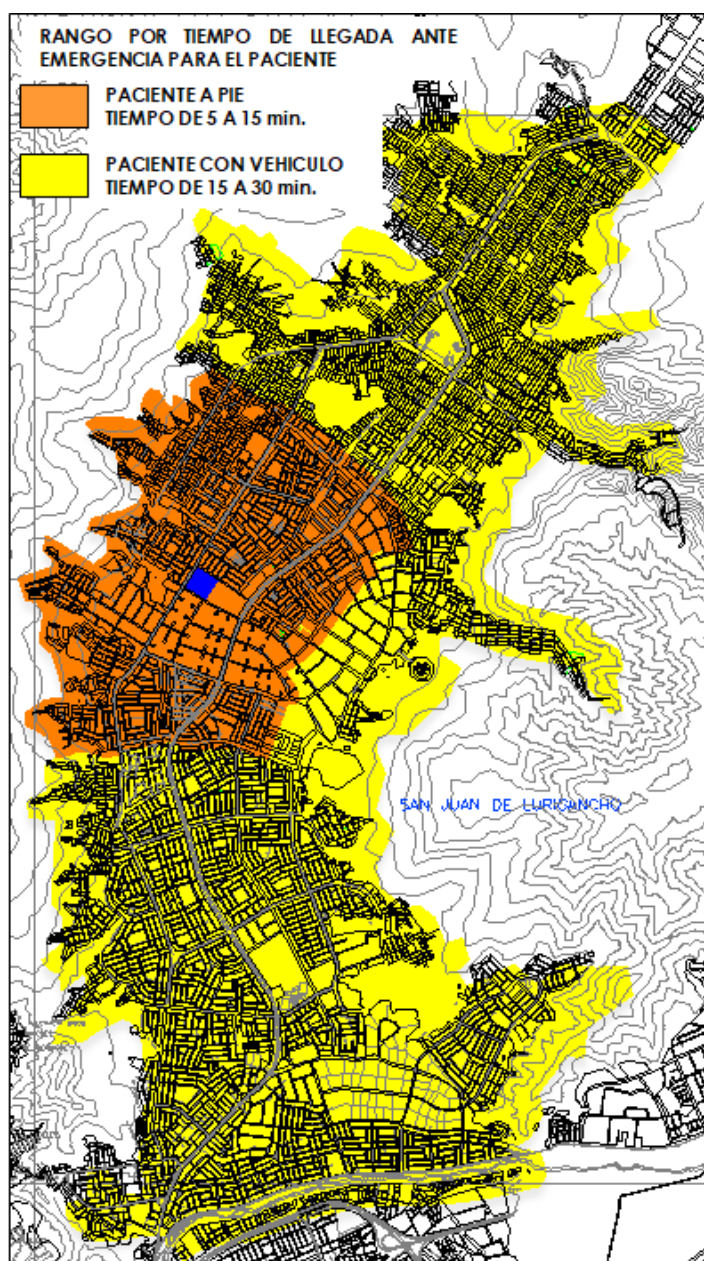 RANGO POR TIEMPO DE LLEGADA ANTE
EMERGENCIA PARA EL PACIENTE
PACIENTE A PIE
TIEMPO DE 5 A 15 min.
PACIENTE CON VEHICULO
TIEMPO DE 15 A 30 min.
SAN JUAN DE LURIGANCHO